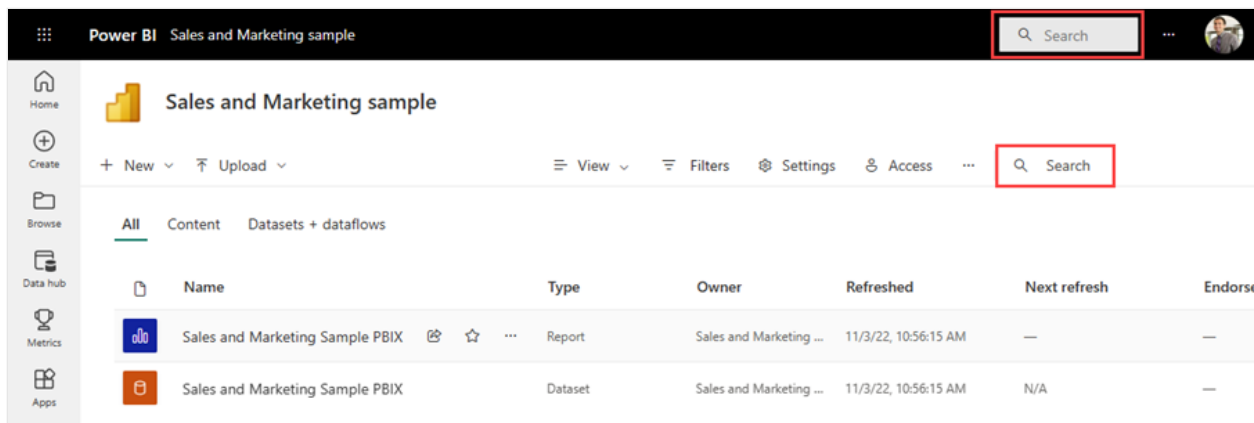 Power BI Sales and Marketing sample Search ...
Home
Sales and Marketing sample
Create
+ New Upload View Filters Settings Access ... Search
Browse
All Content Datasets + dataflows
Data hub
Name Type Owner Refreshed Next refresh Endorse
Metrics
Sales and Marketing Sample PBIX ... Report Sales and Marketing ... 11/3/22, 10:56:15 AM —  —
Apps
Sales and Marketing Sample PBIX Dataset Sales and Marketing ... 11/3/22, 10:56:15 AM N/A —